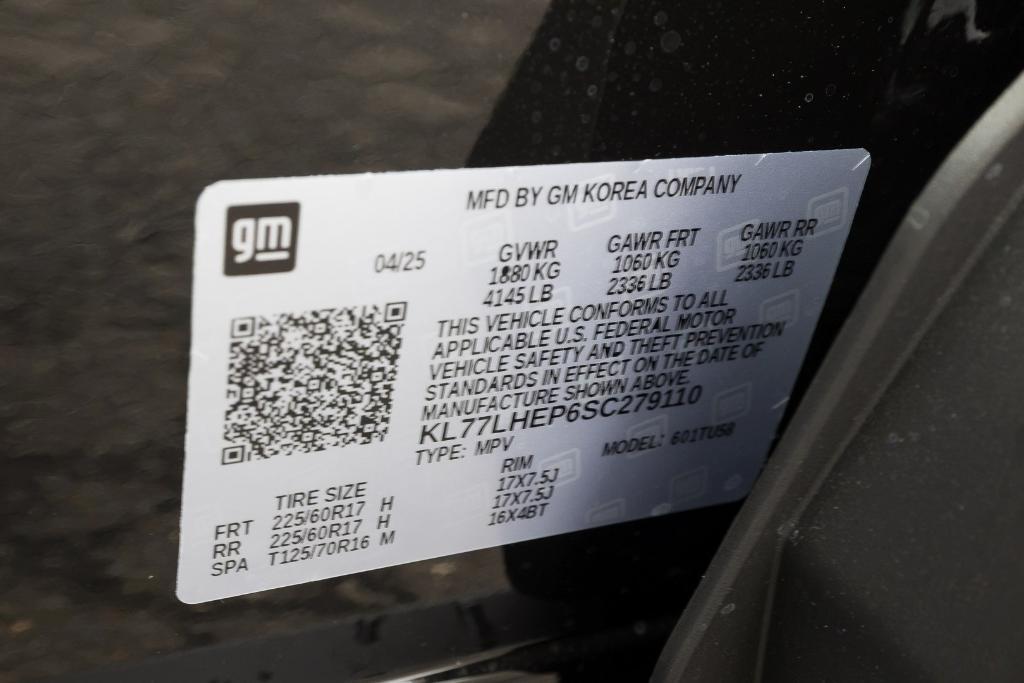 gm
MFD BY GM KOREA COMPANY
04/25
GVWR GAWR FRT GAWR RR
1880 KG 1060 KG 1060 KG
4145 LB 2336 LB 2336 LB
THIS VEHICLE CONFORMS TO ALL
APPLICABLE U.S. FEDERAL MOTOR
VEHICLE SAFETY AND THEFT PREVENTION
STANDARDS IN EFFECT ON THE DATE OF
MANUFACTURE SHOWN ABOVE.
KL77LHEP6SC279110
TYPE: MPV MODEL: 601TU58
TIRE SIZE RIM
FRT 225/60R17 H 17X7.5J
RR 225/60R17 H 17X7.5J
SPA T125/70R16 M 16X4BT